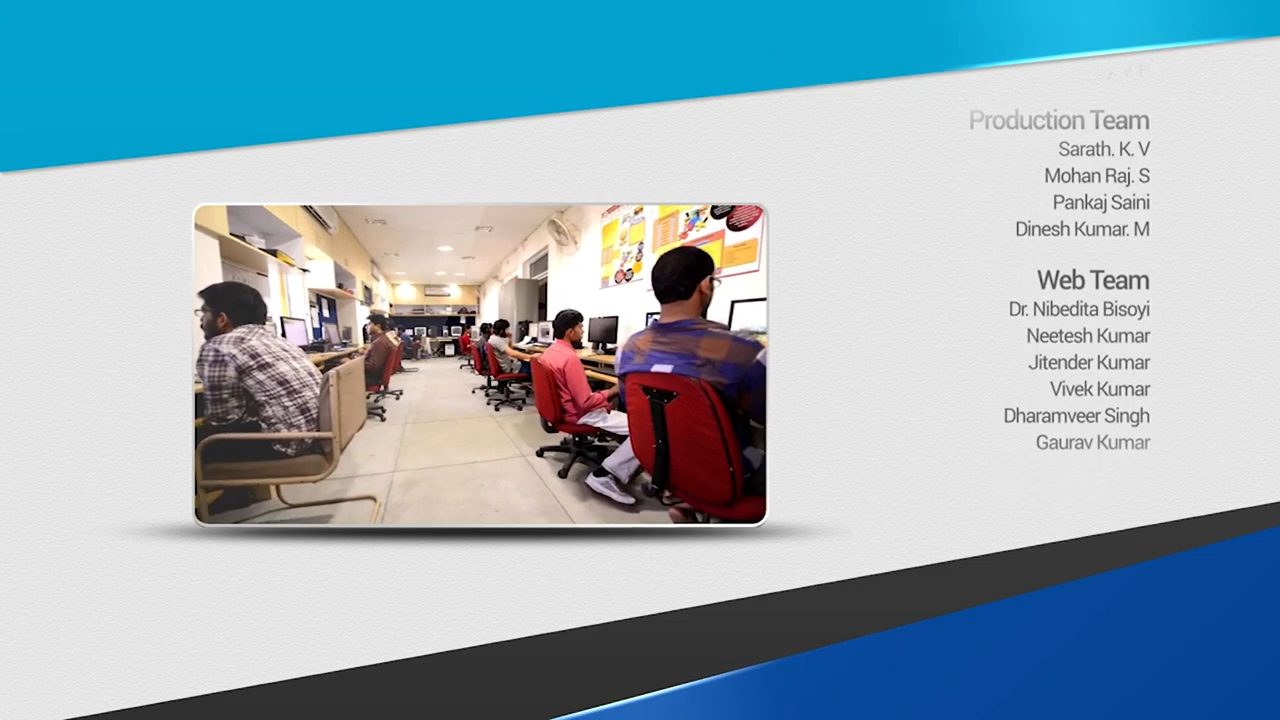 Production Team
Sarath. K. V
Mohan Raj. S
Pankaj Saini
Dinesh Kumar. M
Web Team
Dr. Nibedita Bisoyi
Neetesh Kumar
Jitender Kumar
Vivek Kumar
Dharamveer Singh
Gaurav Kumar